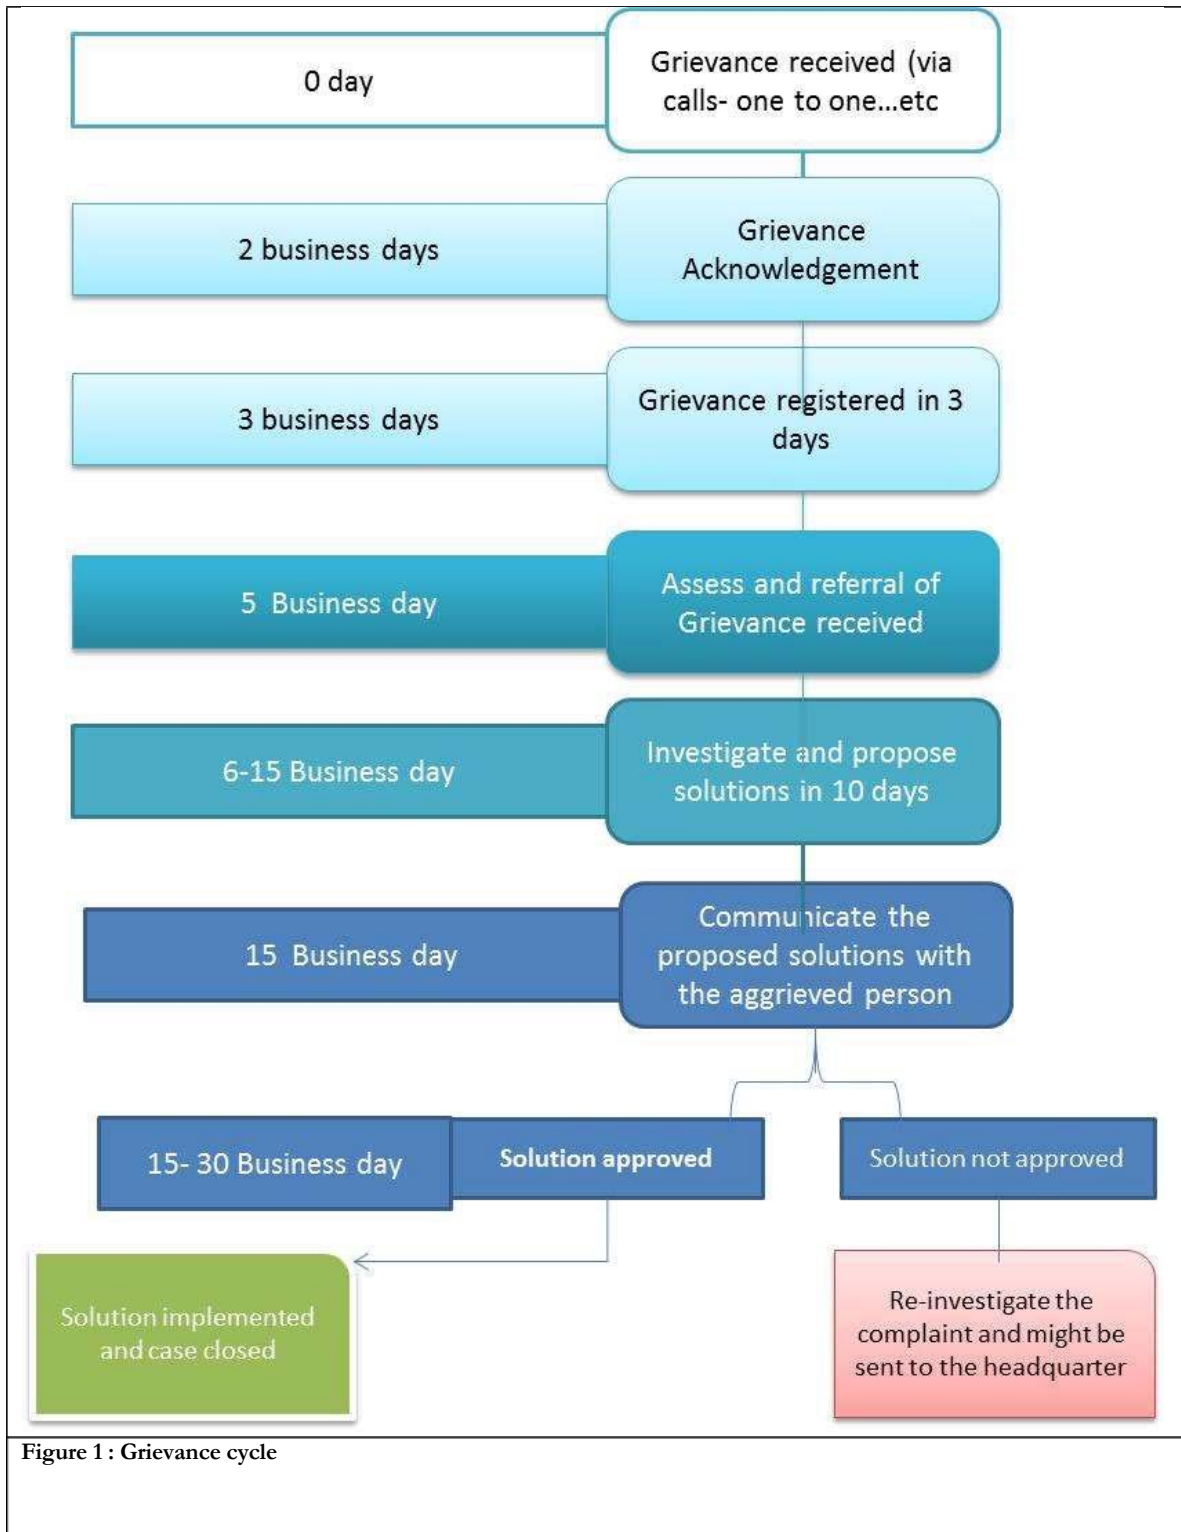 0 day
Grievance received (via
calls- one to one...etc
2 business days
Grievance
Acknowledgement
3 business days
Grievance registered in 3
days
5 Business day
Assess and referral of
Grievance received
6-15 Business day
Investigate and propose
solutions in 10 days
15 Business day
Communicate the
proposed solutions with
the aggrieved person
15- 30 Business day
Solution approved
Solution not approved
Solution implemented
and case closed
Re-investigate the
complaint and might be
sent to the headquarter
Figure 1 : Grievance cycle